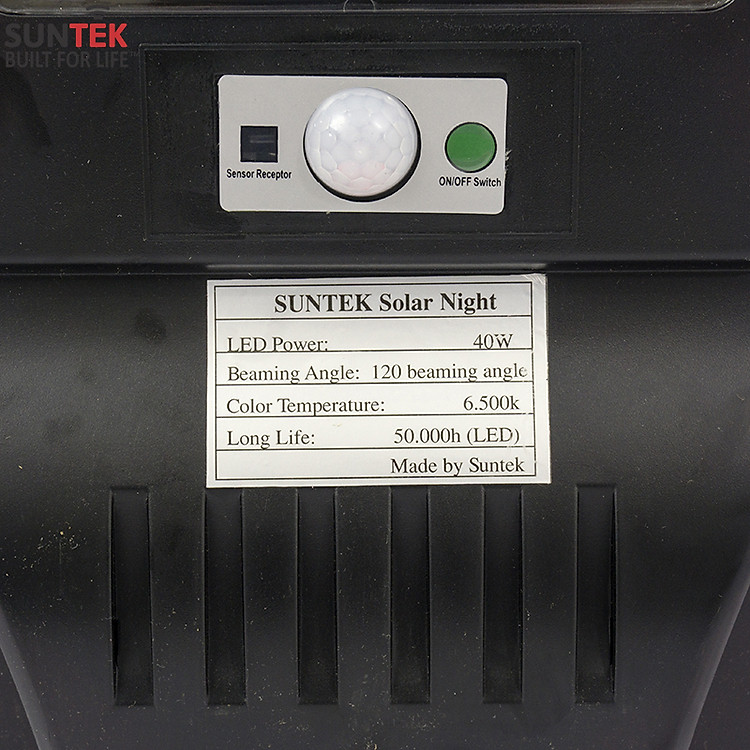 SUNTEK
BUILT FOR LIFE™
Sensor Receptor
ON/OFF Switch
SUNTEK Solar Night
LED Power: 40W
Beaming Angle: 120 beaming angle
Color Temperature: 6.500k
Long Life: 50.000h (LED)
Made by Suntek